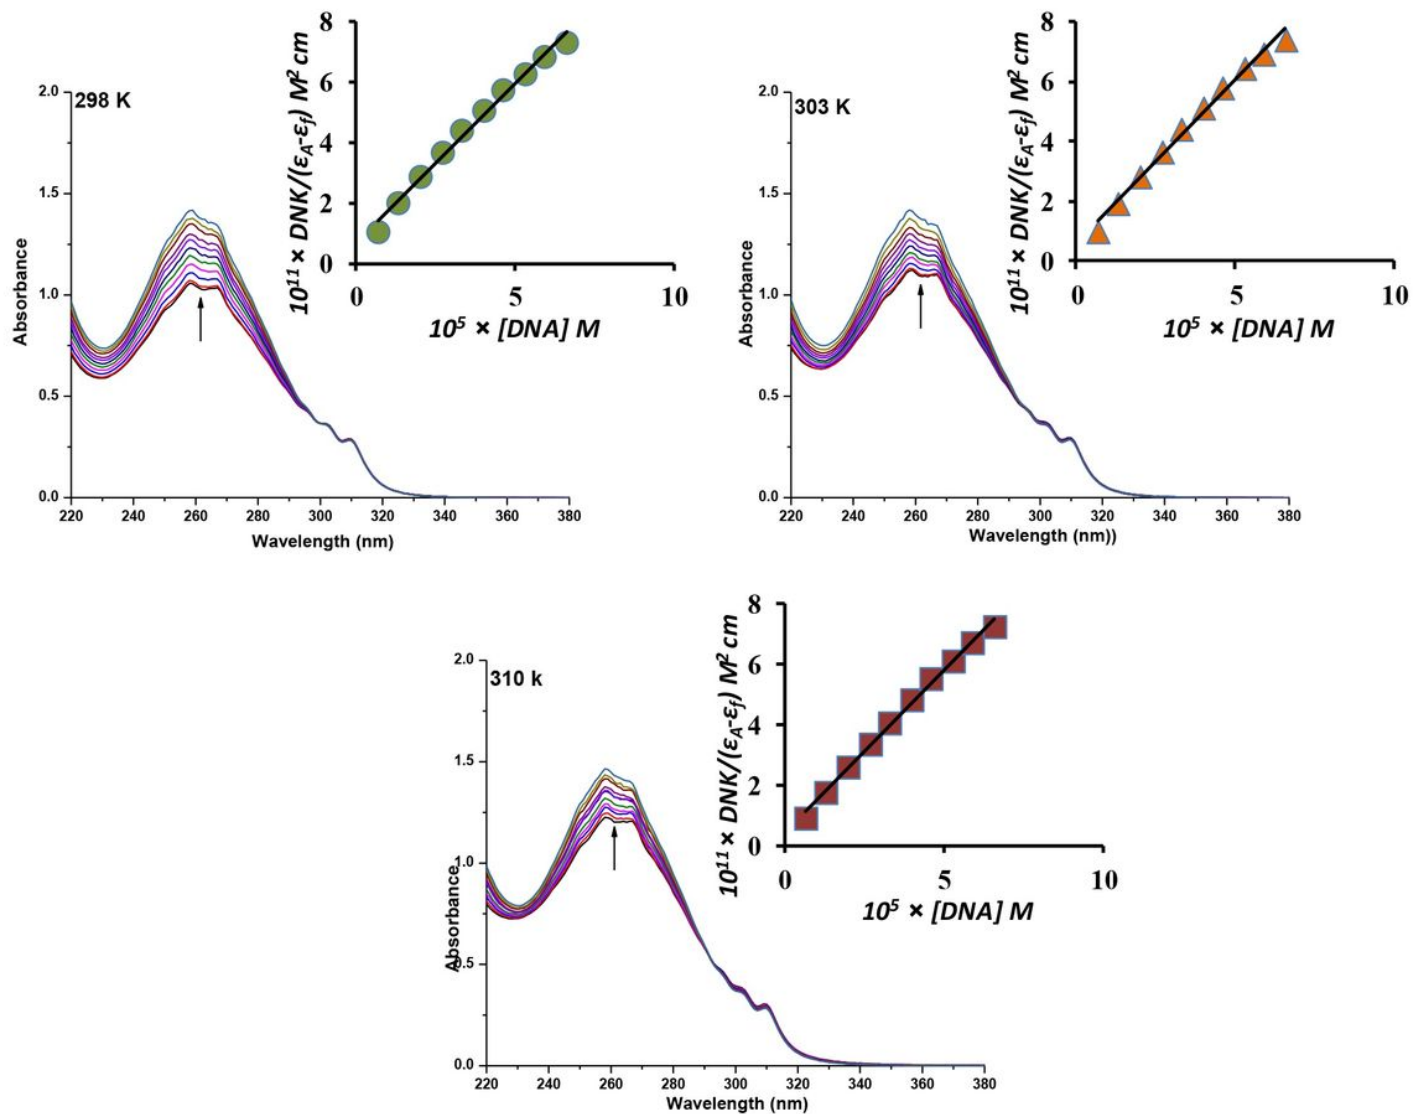 298 K
2.0
1.5
1.0
0.5
0.0
220 240 260 280 300 320 340 360 380
Absorbance
Wavelength (nm)
10¹¹ × DNK/(εA-εf) M² cm
8
6
4
2
0
0 5 10
10⁵ × [DNA] M
303 K
2.0
1.5
1.0
0.5
0.0
220 240 260 280 300 320 340 360 380
Absorbance
Wavelength (nm))
10¹¹ × DNK/(εA-εf) M² cm
8
6
4
2
0
0 5 10
10⁵ × [DNA] M
310 k
2.0
1.5
1.0
0.5
0.0
220 240 260 280 300 320 340 360 380
Absorbance
Wavelength (nm)
10¹¹ × DNK/(εA-εf) M² cm
8
6
4
2
0
0 5 10
10⁵ × [DNA] M